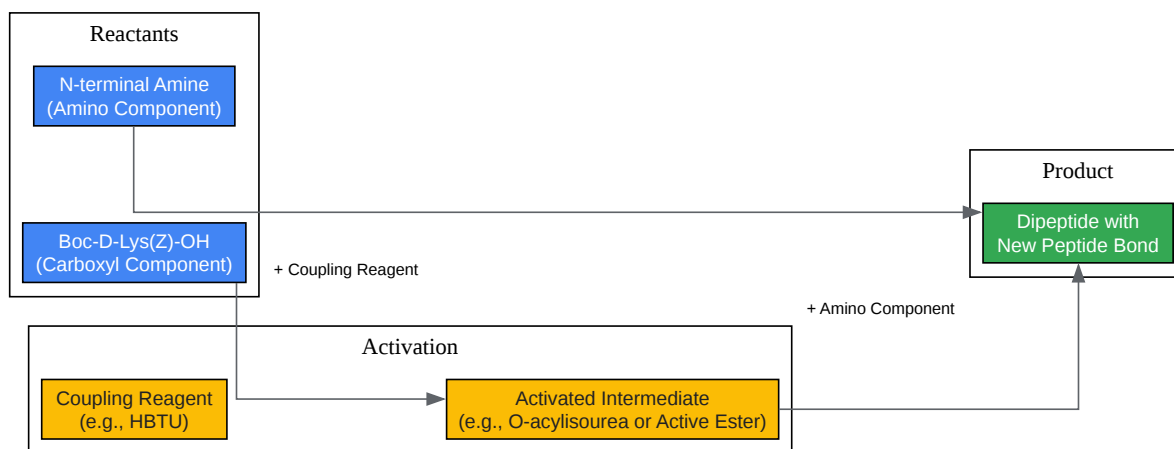 Reactants
N-terminal Amine
(Amino Component)
Boc-D-Lys(Z)-OH
(Carboxyl Component)
+ Coupling Reagent
Product
Dipeptide with
New Peptide Bond
+ Amino Component
Activation
Coupling Reagent
(e.g., HBTU)
Activated Intermediate
(e.g., O-acylisourea or Active Ester)